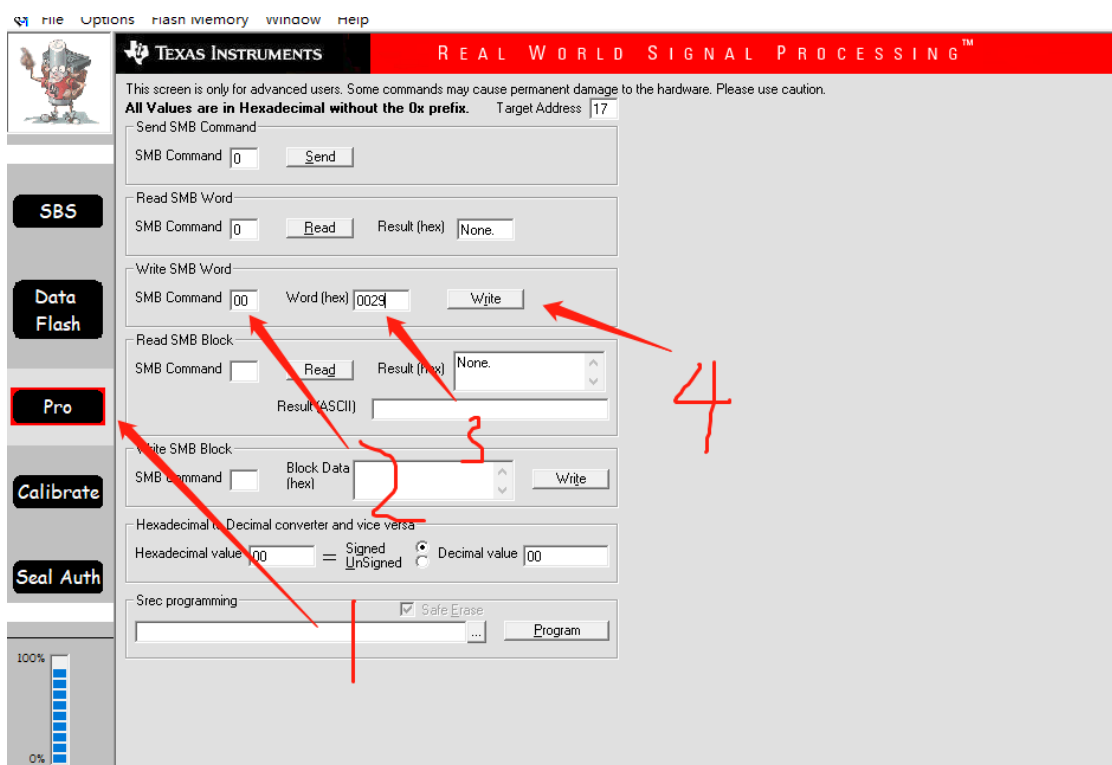 File Options Flash Memory Window Help
TEXAS INSTRUMENTS REAL WORLD SIGNAL PROCESSING™
This screen is only for advanced users. Some commands may cause permanent damage to the hardware. Please use caution.
All Values are in Hexadecimal without the 0x prefix. Target Address 17
Send SMB Command
SMB Command 0 Send
Read SMB Word
SMB Command 0 Read Result (hex) None.
SBS
Write SMB Word
SMB Command 00 Word (hex) 0029 Write
Data
Flash
Read SMB Block
SMB Command Read Result (hex) None.
4
Result (ASCII)
Pro
3
Write SMB Block
SMB Command Block Data
(hex) Write
2
Calibrate
Hexadecimal to Decimal converter and vice versa
Hexadecimal value 00 = Signed
UnSigned Decimal value 00
Seal Auth
Srec programming
Safe Erase
... Program
1
100%
0%